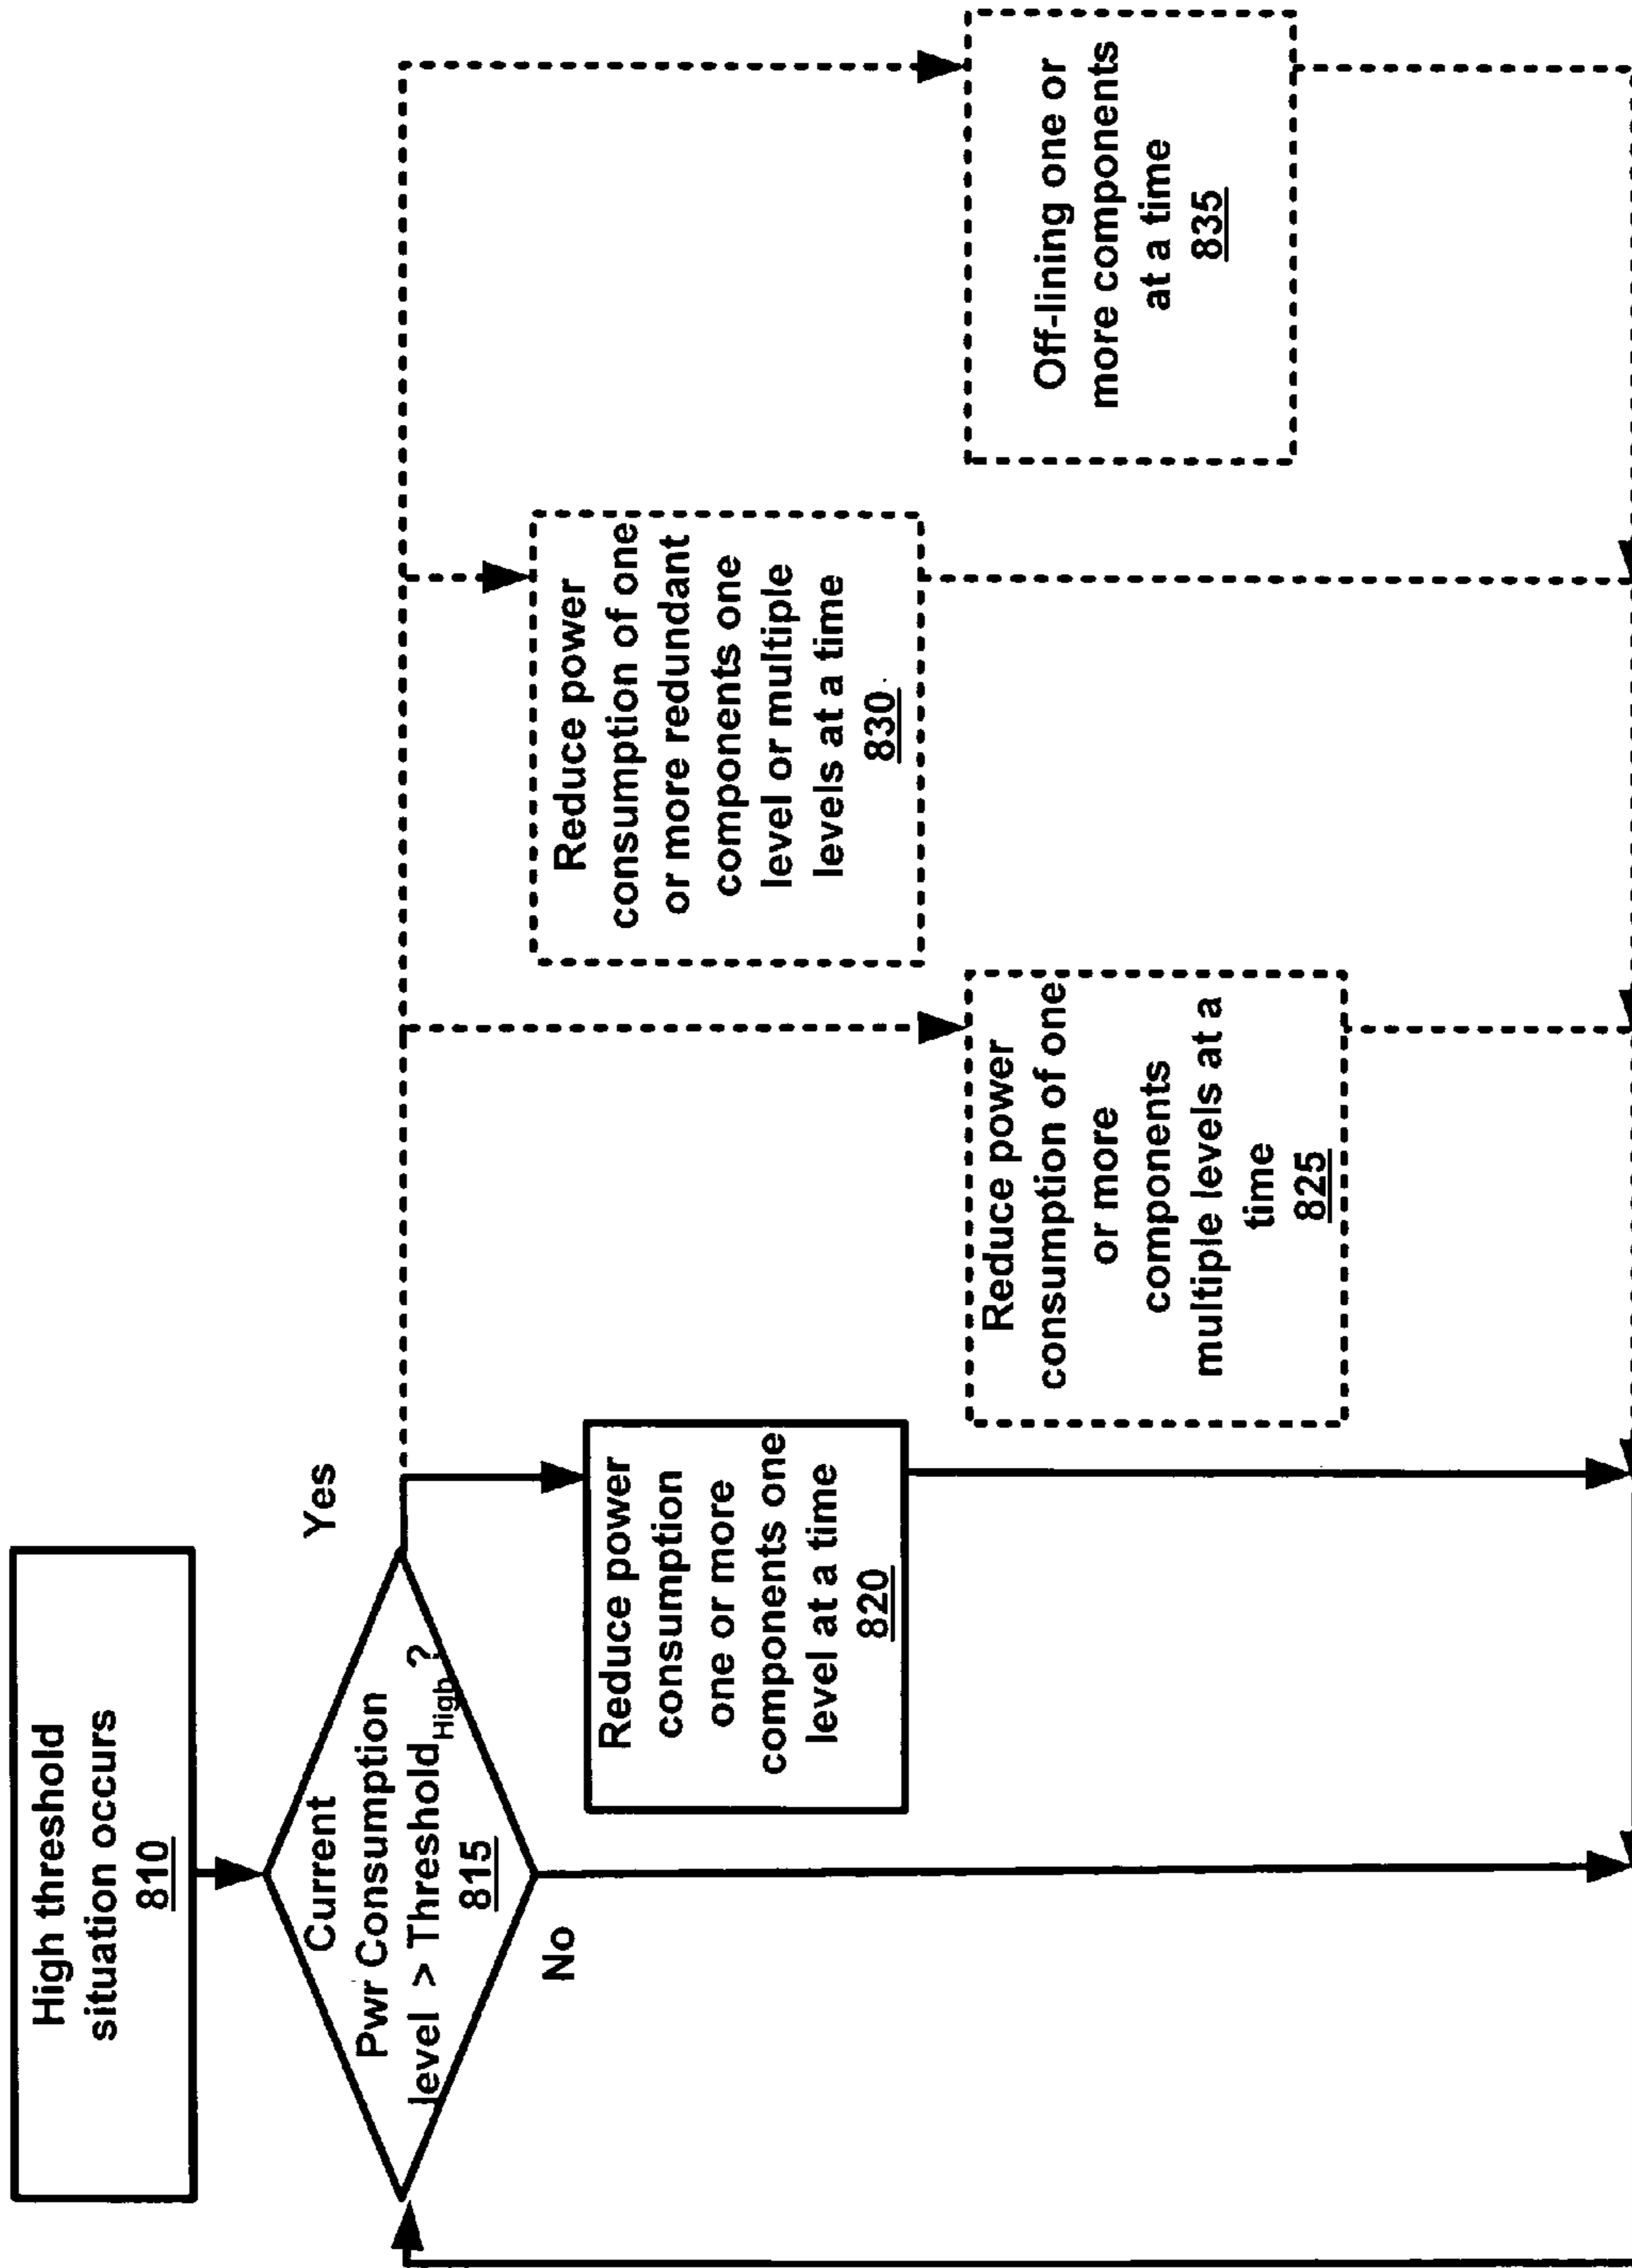 High threshold
situation occurs
810
Current
Pwr Consumption
level > Threshold High ?
815
Yes
No
Reduce power
consumption
one or more
components one
level at a time
820
Reduce power
consumption of one
or more
components
multiple levels at a
time
825
Reduce power
consumption of one
or more redundant
components one
level or multiple
levels at a time
830
Off-lining one or
more components
at a time
835